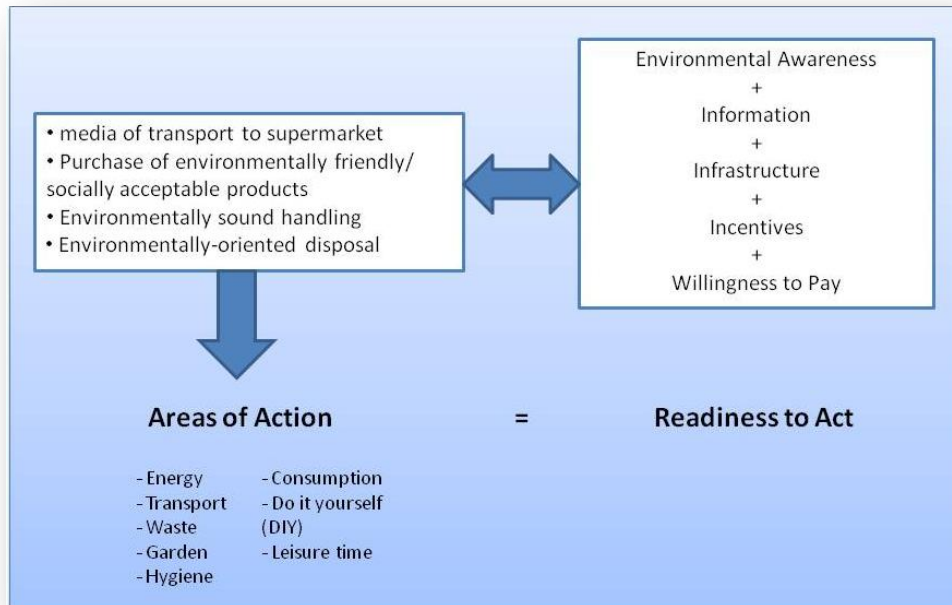 • media of transport to supermarket
• Purchase of environmentally friendly/
socially acceptable products
• Environmentally sound handling
• Environmentally-oriented disposal
Environmental Awareness
+
Information
+
Infrastructure
+
Incentives
+
Willingness to Pay
Areas of Action = Readiness to Act
- Energy
- Transport
- Waste
- Garden
- Hygiene
- Consumption
- Do it yourself
(DIY)
- Leisure time